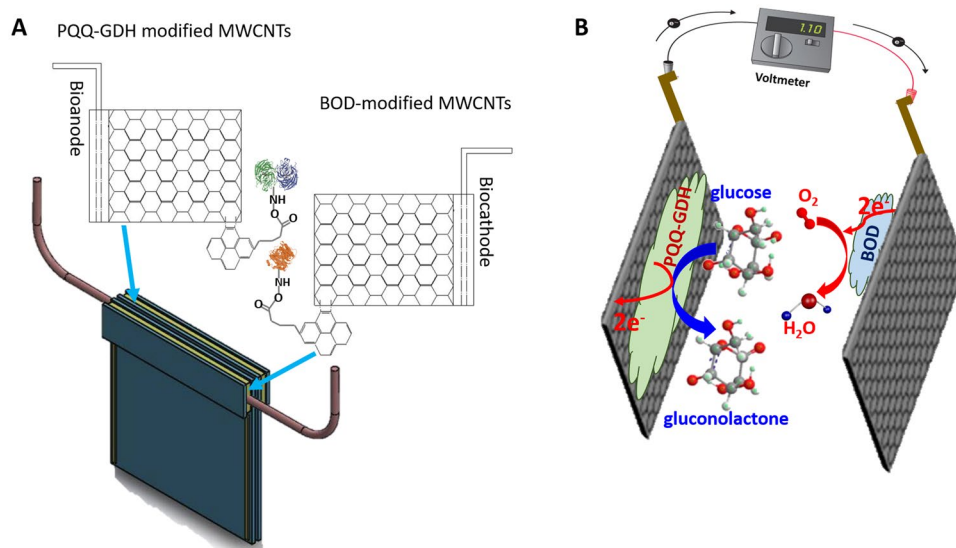 A
PQQ-GDH modified MWCNTs
Bioanode
BOD-modified MWCNTs
Biocathode
NH
O
O
NH
O
O
B
e-
1.10
e-
Voltmeter
glucose
PQQ-GDH
2e-
gluconolactone
O2
2e-
BOD
H2O